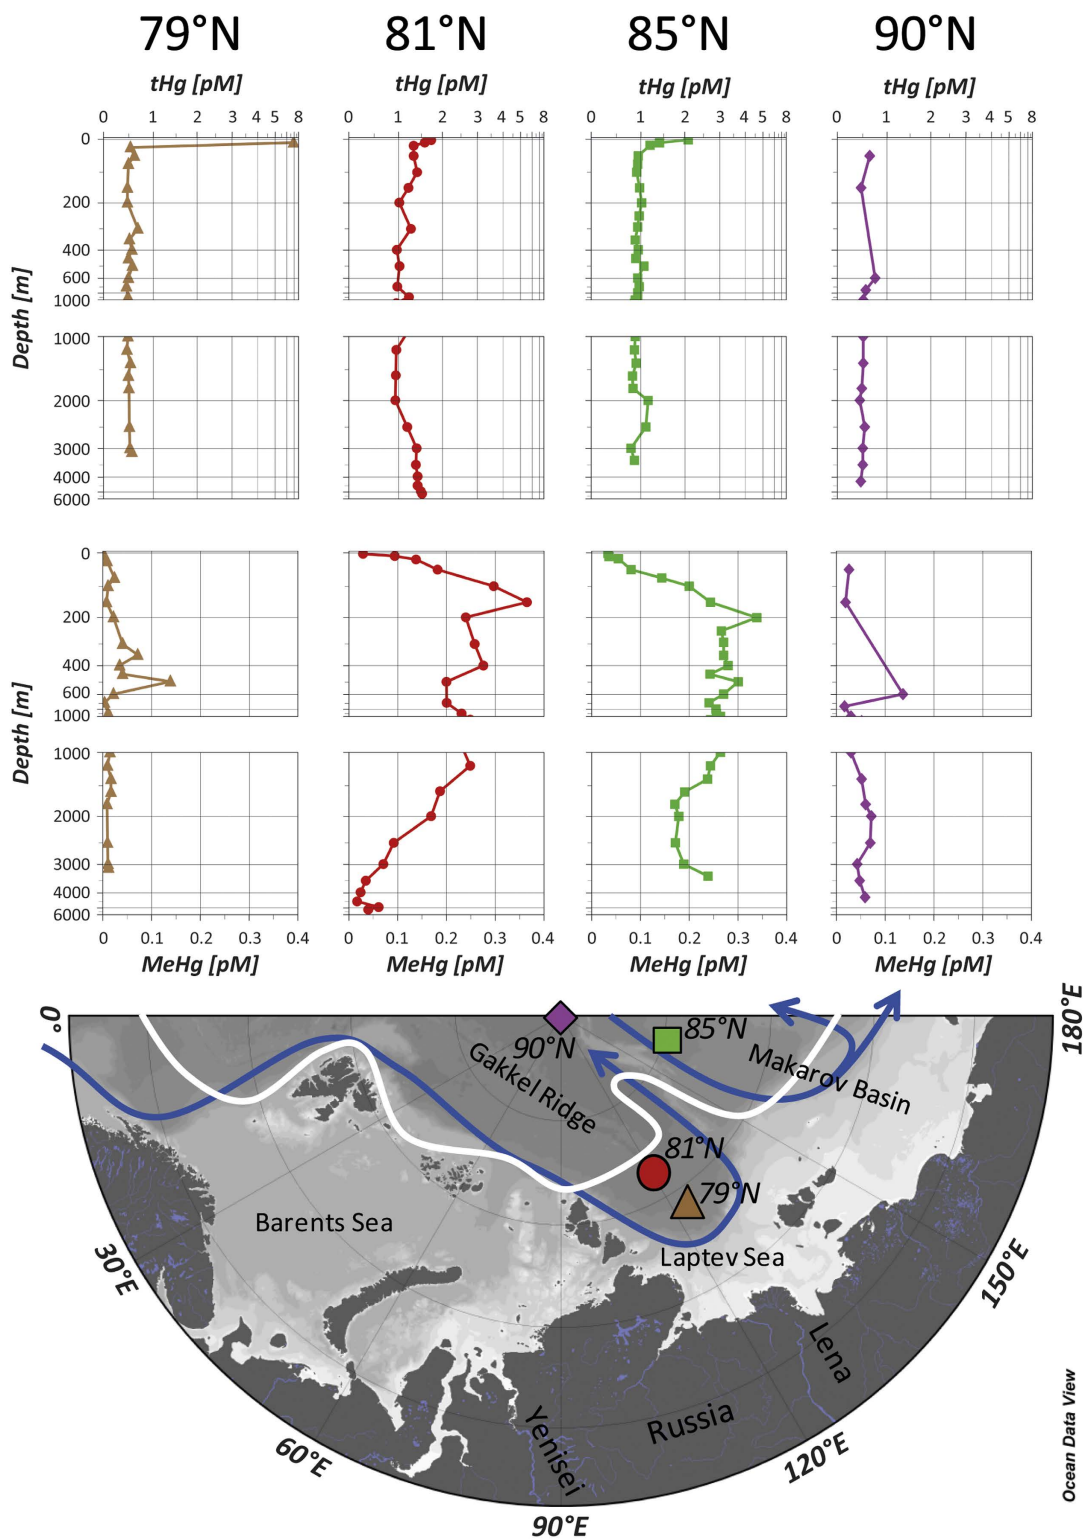 79°N 81°N 85°N 90°N
tHg [pM] tHg [pM] tHg [pM] tHg [pM]
0 1 2 3 4 5 8 0 1 2 3 4 5 8 0 1 2 3 4 5 8 0 1 2 3 4 5 8
0
200
400
600
1000
Depth [m]
1000
2000
3000
4000
6000
0
200
400
600
1000
Depth [m]
1000
2000
3000
4000
6000
0 0.1 0.2 0.3 0.4 0 0.1 0.2 0.3 0.4 0 0.1 0.2 0.3 0.4 0 0.1 0.2 0.3 0.4
MeHg [pM] MeHg [pM] MeHg [pM] MeHg [pM]
0°
180°E
90°N
85°N
Gakkel Ridge
Makarov Basin
81°N
79°N
Barents Sea
Laptev Sea
30°E
150°E
Lena
Russia
Yenisei
60°E
120°E
90°E
Ocean Data View